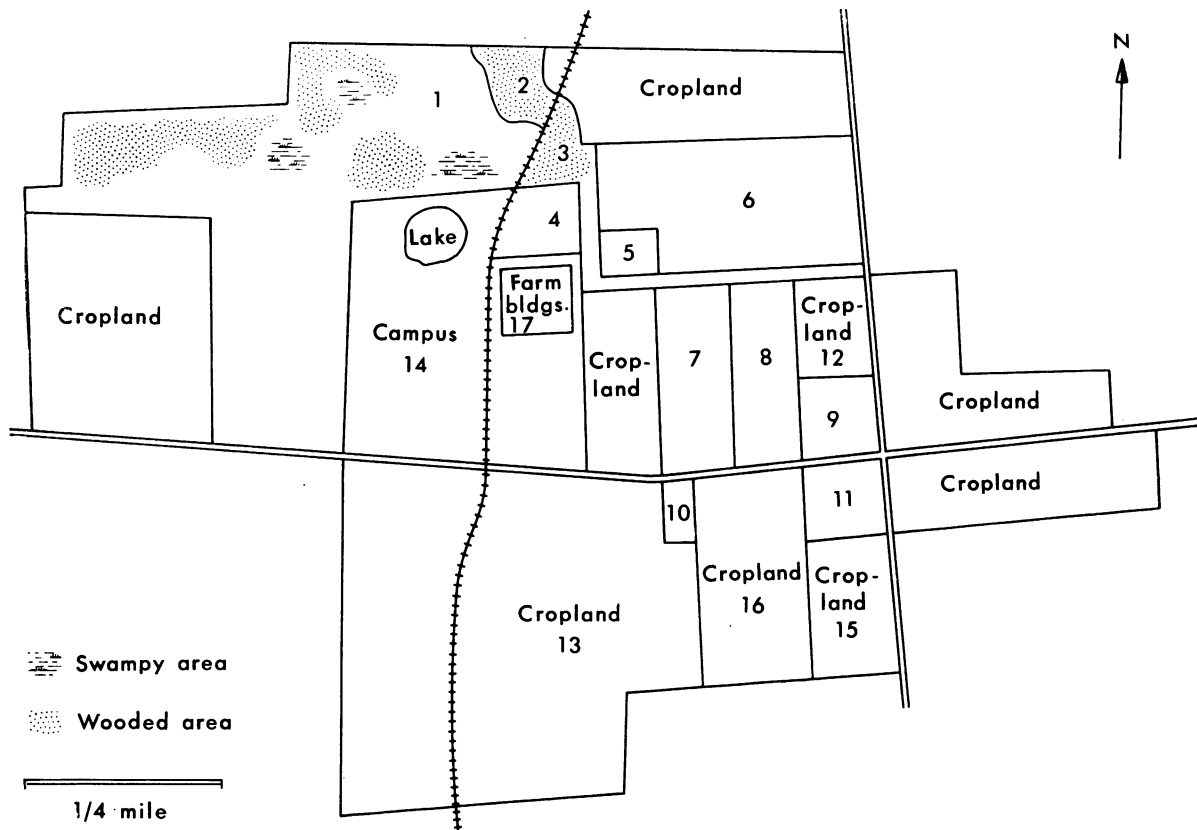 N
1
2
Cropland
3
6
4
Lake
5
Farm
bldgs.
17
Cropland
Crop-
land
12
Campus
14
7
8
Crop-
land
Cropland
9
Cropland
10
11
Cropland
16
Crop-
land
15
Cropland
13
Swampy area
Wooded area
1/4 mile